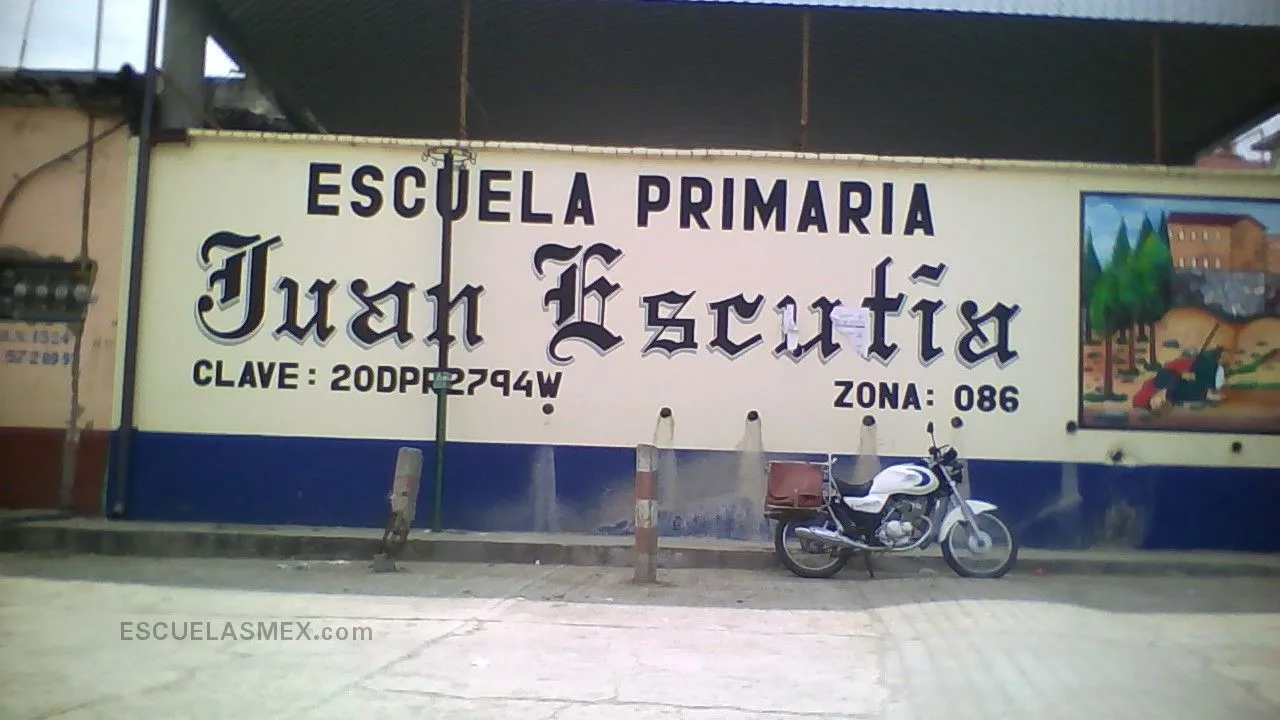 ESCUELA PRIMARIA
Juan Escutia
CLAVE: 20DPR2794W
ZONA: 086
ESCUELASMEX.com